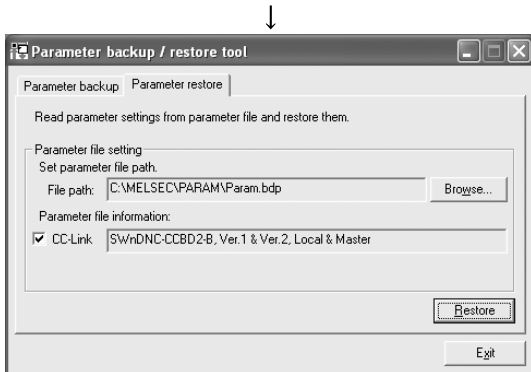 ↓
Parameter backup / restore tool
Parameter backup Parameter restore
Read parameter settings from parameter file and restore them.
Parameter file setting
Set parameter file path.
File path: C:\MELSEC\PARAM\Param.bdp Browse...
Parameter file information:
CC-Link SWnDNC-CCBD2-B, Ver.1 & Ver.2, Local & Master
Restore
Exit